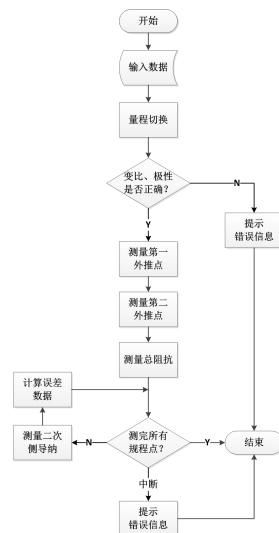 开始
输入数据
量程切换
变比、极性
是否正确？
N
Y
提示
错误信息
测量第一
外推点
测量第二
外推点
测量总阻抗
计算误差
数据
测量二次
侧导纳
N
测完所有
规程点？
Y
结束
中断
提示
错误信息